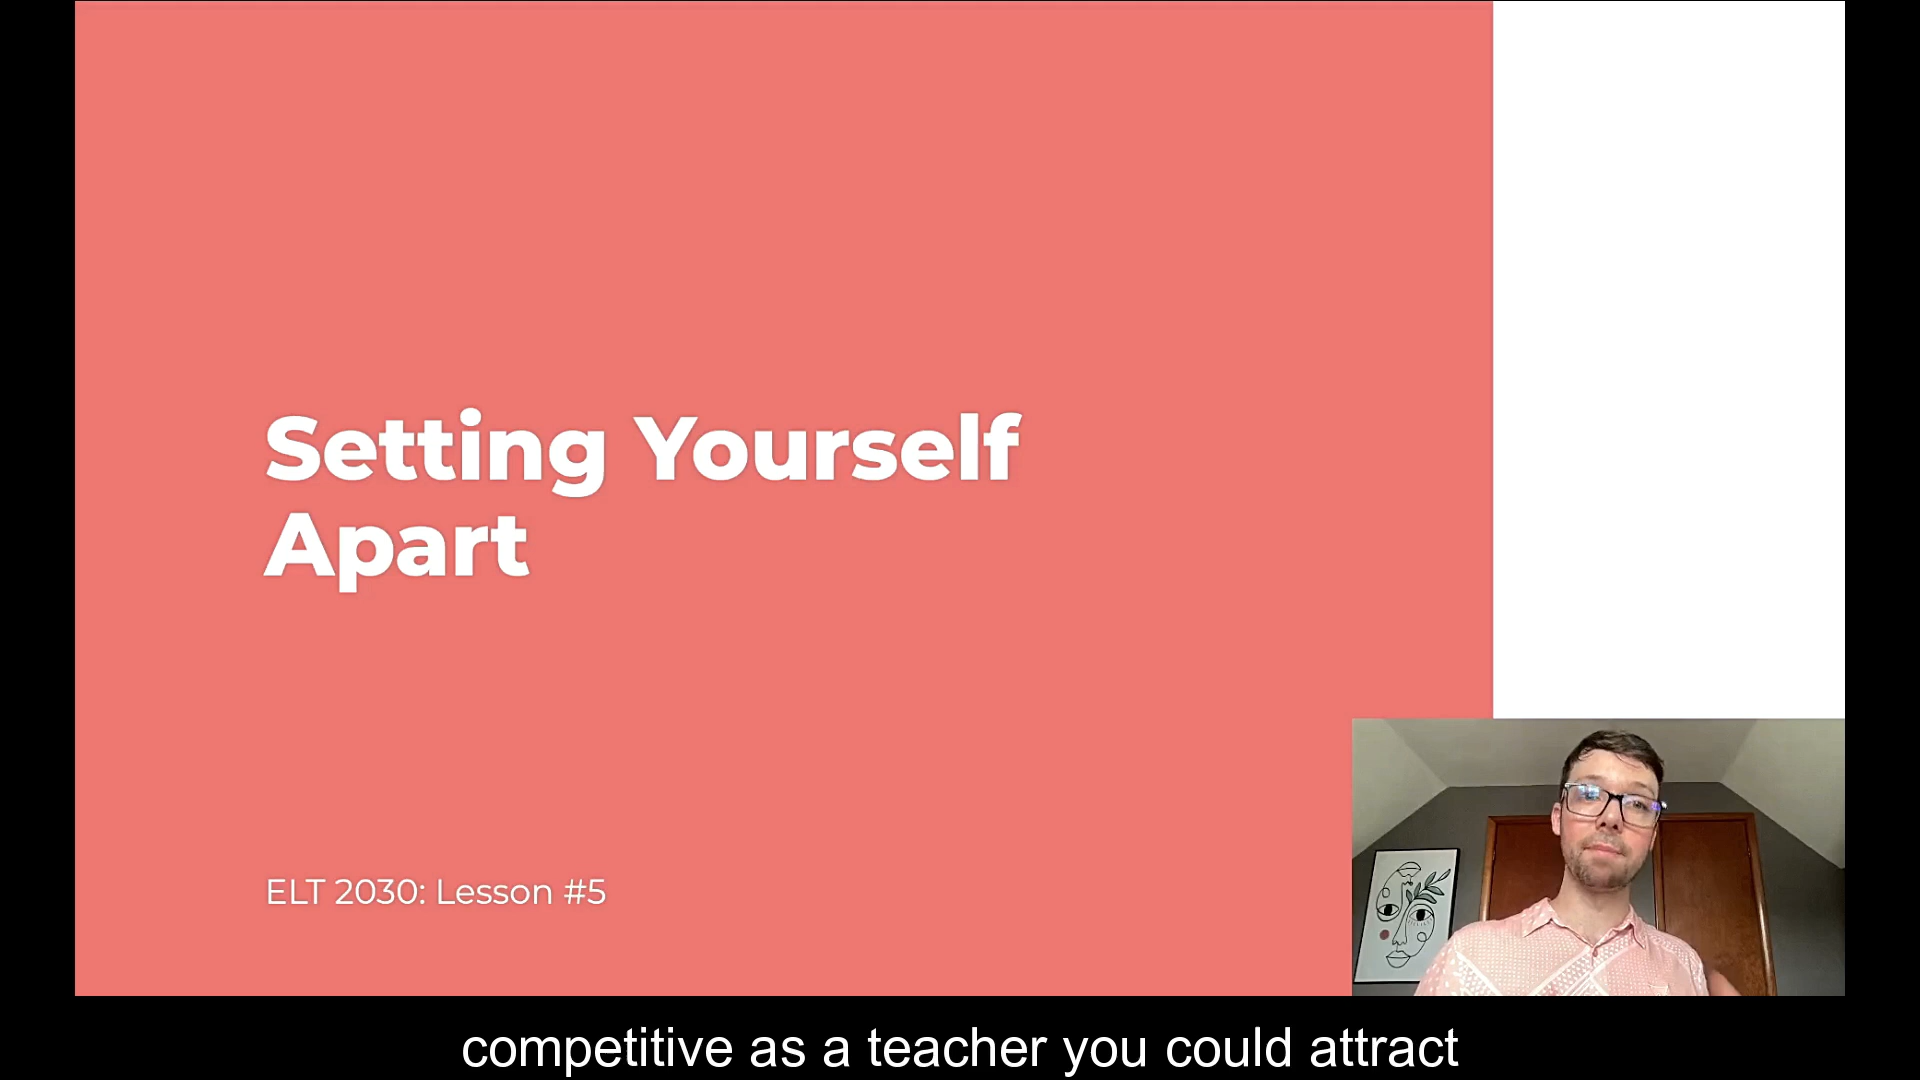 Setting Yourself
Apart
ELT 2030: Lesson #5
competitive as a teacher you could attract